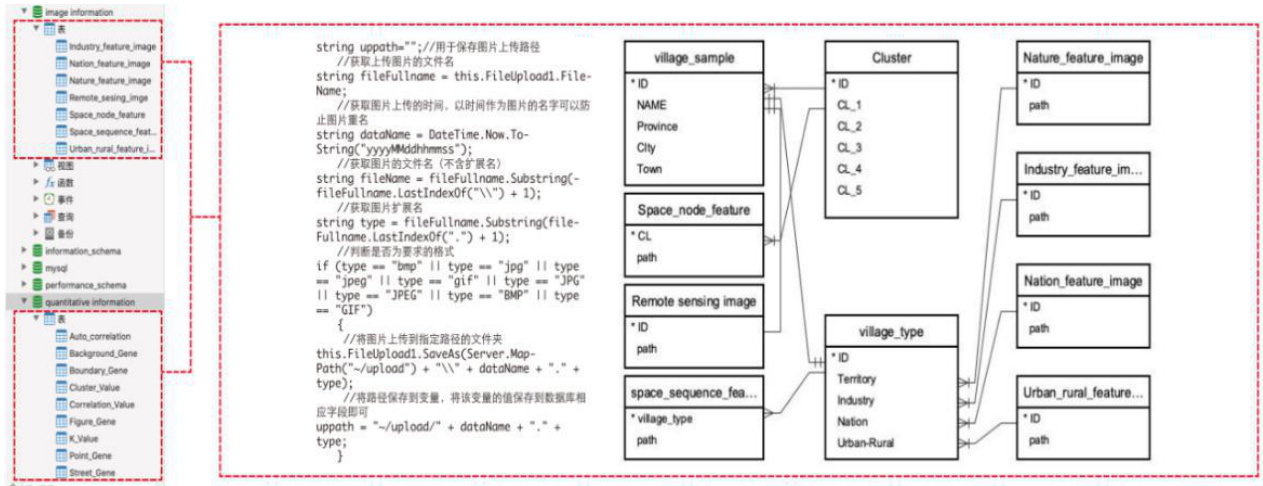 image information
表
Industry_feature_image
Nation_feature_image
Nature_feature_image
Remote_sesing_imge
Space_node_feature
Space_sequence_feat...
Urban_rural_feature_i...
视图
fx 函数
事件
查询
备份
information_schema
mysql
performance_schema
quantitative information
表
Auto_correlation
Background_Gene
Boundary_Gene
Cluster_Value
Correlation_Value
Figure_Gene
K_Value
Point_Gene
Street_Gene
string uppath="";//用于保存图片上传路径
//获取上传图片的文件名
string fileFullname = this.FileUpload1.File-
Name;
//获取图片上传的时间，以时间作为图片的名字可以防
止图片重名
string dataName = DateTime.Now.To-
String("yyyyMMddhhmmss");
//获取图片的文件名（不含扩展名）
string fileName = fileFullname.Substring(-
fileFullname.LastIndexOf("\\") + 1);
//获取图片扩展名
string type = fileFullname.Substring(file-
Fullname.LastIndexOf(".") + 1);
//判断是否为要求的格式
if (type == "bmp" || type == "jpg" || type
== "jpeg" || type == "gif" || type == "JPG"
|| type == "JPEG" || type == "BMP" || type
== "GIF")
{
//将图片上传到指定路径的文件夹
this.FileUpload1.SaveAs(Server.Map-
Path("~/upload") + "\\" + dataName + "." +
type);
//将路径保存到变量，将该变量的值保存到数据库相
应字段即可
uppath = "~/upload/" + dataName + "." +
type;
}
village_sample
* ID
NAME
Province
City
Town
Space_node_feature
* CL
path
Remote sensing image
* ID
path
space_sequence_fea...
* village_type
path
Cluster
* ID
CL_1
CL_2
CL_3
CL_4
CL_5
village_type
* ID
Territory
Industry
Nation
Urban-Rural
Nature_feature_image
* ID
path
Industry_feature_im...
* ID
path
Nation_feature_image
* ID
path
Urban_rural_feature...
* ID
path